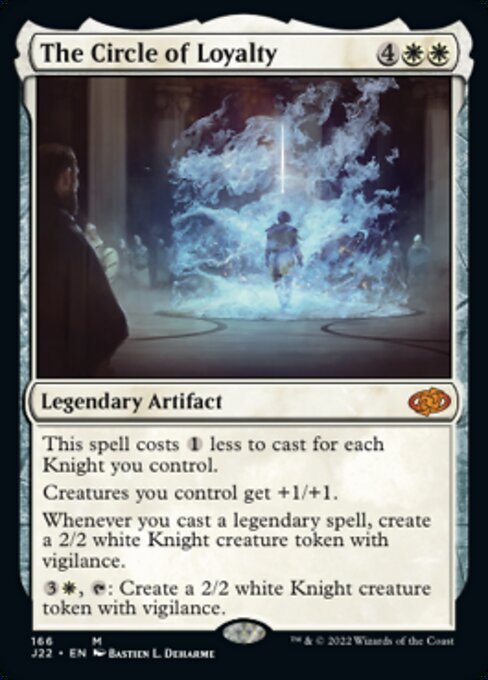 The Circle of Loyalty 4
Legendary Artifact
This spell costs 1 less to cast for each
Knight you control.
Creatures you control get +1/+1.
Whenever you cast a legendary spell, create
a 2/2 white Knight creature token with
vigilance.
3, : Create a 2/2 white Knight creature
token with vigilance.
166 M
J22 • EN Bastien L. Deharme
™ & © 2022 Wizards of the Coast